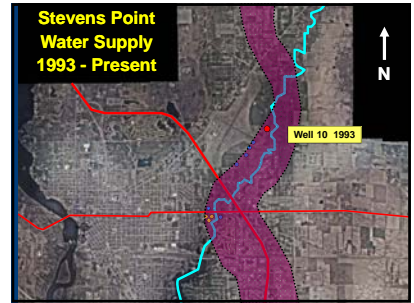 Stevens Point
Water Supply
1993 - Present
N
Well 10 1993